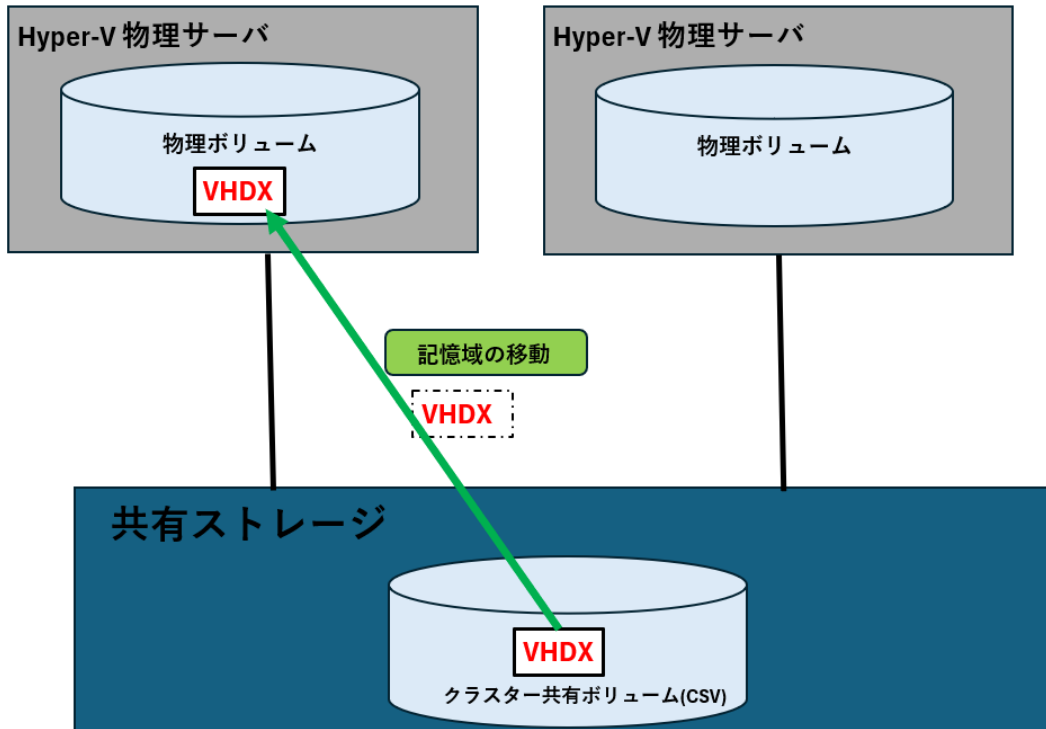 Hyper-V 物理サーバ
物理ボリューム
VHDX
Hyper-V 物理サーバ
物理ボリューム
記憶域の移動
VHDX
共有ストレージ
VHDX
クラスター共有ボリューム(CSV)